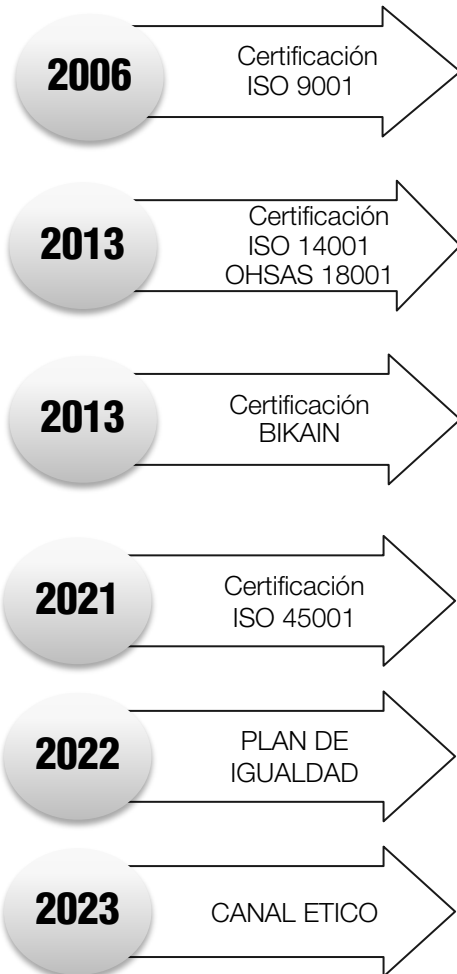 2006
Certificación
ISO 9001
2013
Certificación
ISO 14001
OHSAS 18001
2013
Certificación
BIKAIN
2021
Certificación
ISO 45001
2022
PLAN DE
IGUALDAD
2023
CANAL ETICO